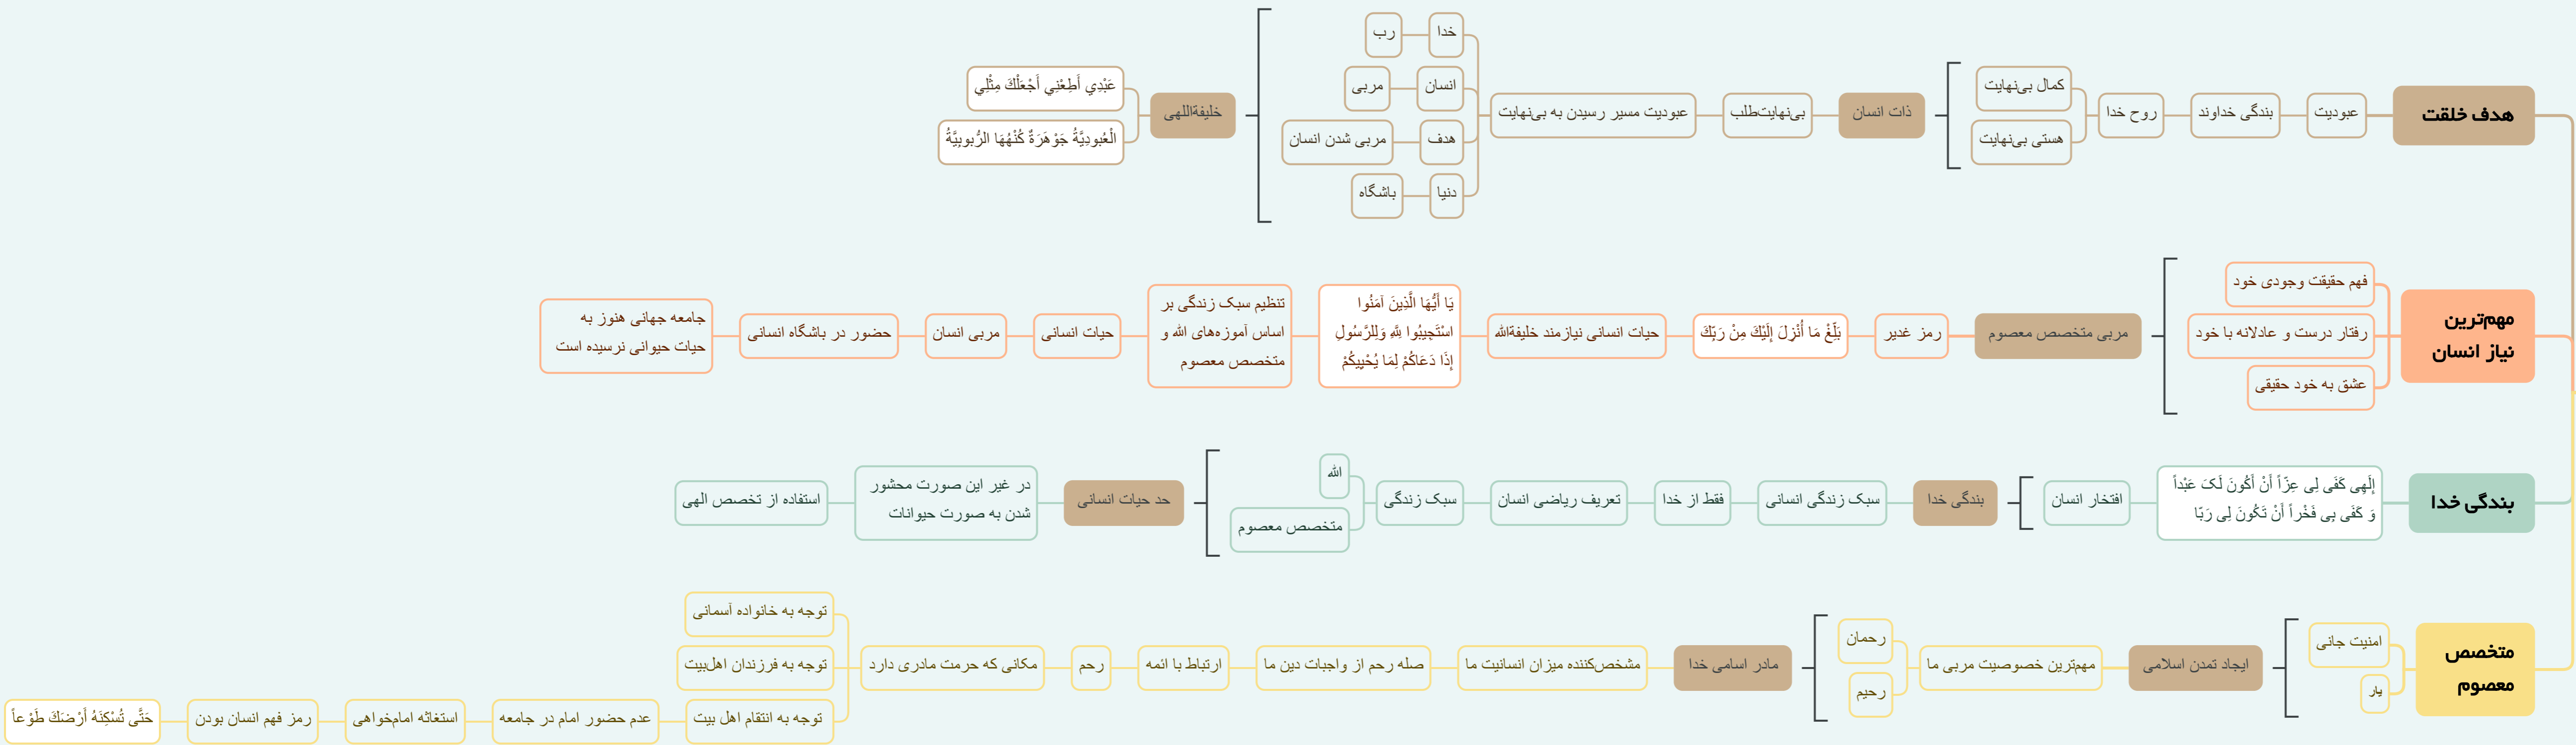 هدف خلقت
عبودیت
بندگی خداوند
روح خدا
کمال بی‌نهایت
هستی بی‌نهایت
ذات انسان
بی‌نهایت‌طلب
عبودیت مسیر رسیدن به بی‌نهایت
خدا
رب
انسان
مربی
هدف
مربی شدن انسان
دنیا
باشگاه
خلیفةاللهی
عَبْدِي أَطِعْنِي أَجْعَلْكَ مِثْلِي
الْعُبودِيَّةُ جَوْهَرَةٌ كُنْهُهَا الرُّبوبِيَّةُ
مهم‌ترین
نیاز انسان
فهم حقیقت وجودی خود
رفتار درست و عادلانه با خود
عشق به خود حقیقی
مربی متخصص معصوم
رمز غدیر
بَلِّغْ مَا أُنْزِلَ إِلَيْكَ مِنْ رَبِّكَ
حیات انسانی نیازمند خلیفةالله
يَا أَيُّهَا الَّذِينَ آمَنُوا
اسْتَجِيبُوا لِلَّهِ وَلِلرَّسُولِ
إِذَا دَعَاكُمْ لِمَا يُحْيِيكُمْ
تنظیم سبک زندگی بر
اساس آموزه‌های الله و
متخصص معصوم
حیات انسانی
مربی انسان
حضور در باشگاه انسانی
جامعه جهانی هنوز به
حیات حیوانی نرسیده است
بندگی خدا
إِلَهِی کَفَى لِی عِزّاً أَنْ أَکُونَ لَکَ عَبْداً
وَ کَفَى بِی فَخْراً أَنْ تَکُونَ لِی رَبّا
افتخار انسان
بندگی خدا
سبک زندگی انسانی
فقط از خدا
تعریف ریاضی انسان
سبک زندگی
الله
متخصص معصوم
حد حیات انسانی
در غیر این صورت محشور
شدن به صورت حیوانات
استفاده از تخصص الهی
متخصص
معصوم
امنیت جانی
یار
ایجاد تمدن اسلامی
مهم‌ترین خصوصیت مربی ما
رحمان
رحیم
مادر اسامی خدا
مشخص‌کننده میزان انسانیت ما
صله رحم از واجبات دین ما
ارتباط با ائمه
رحم
مکانی که حرمت مادری دارد
توجه به خانواده آسمانی
توجه به فرزندان اهل‌بیت
توجه به انتقام اهل بیت
عدم حضور امام در جامعه
استغاثه امام‌خواهی
رمز فهم انسان بودن
حَتَّى تُسْكِنَهُ أَرْضَكَ طَوْعاً